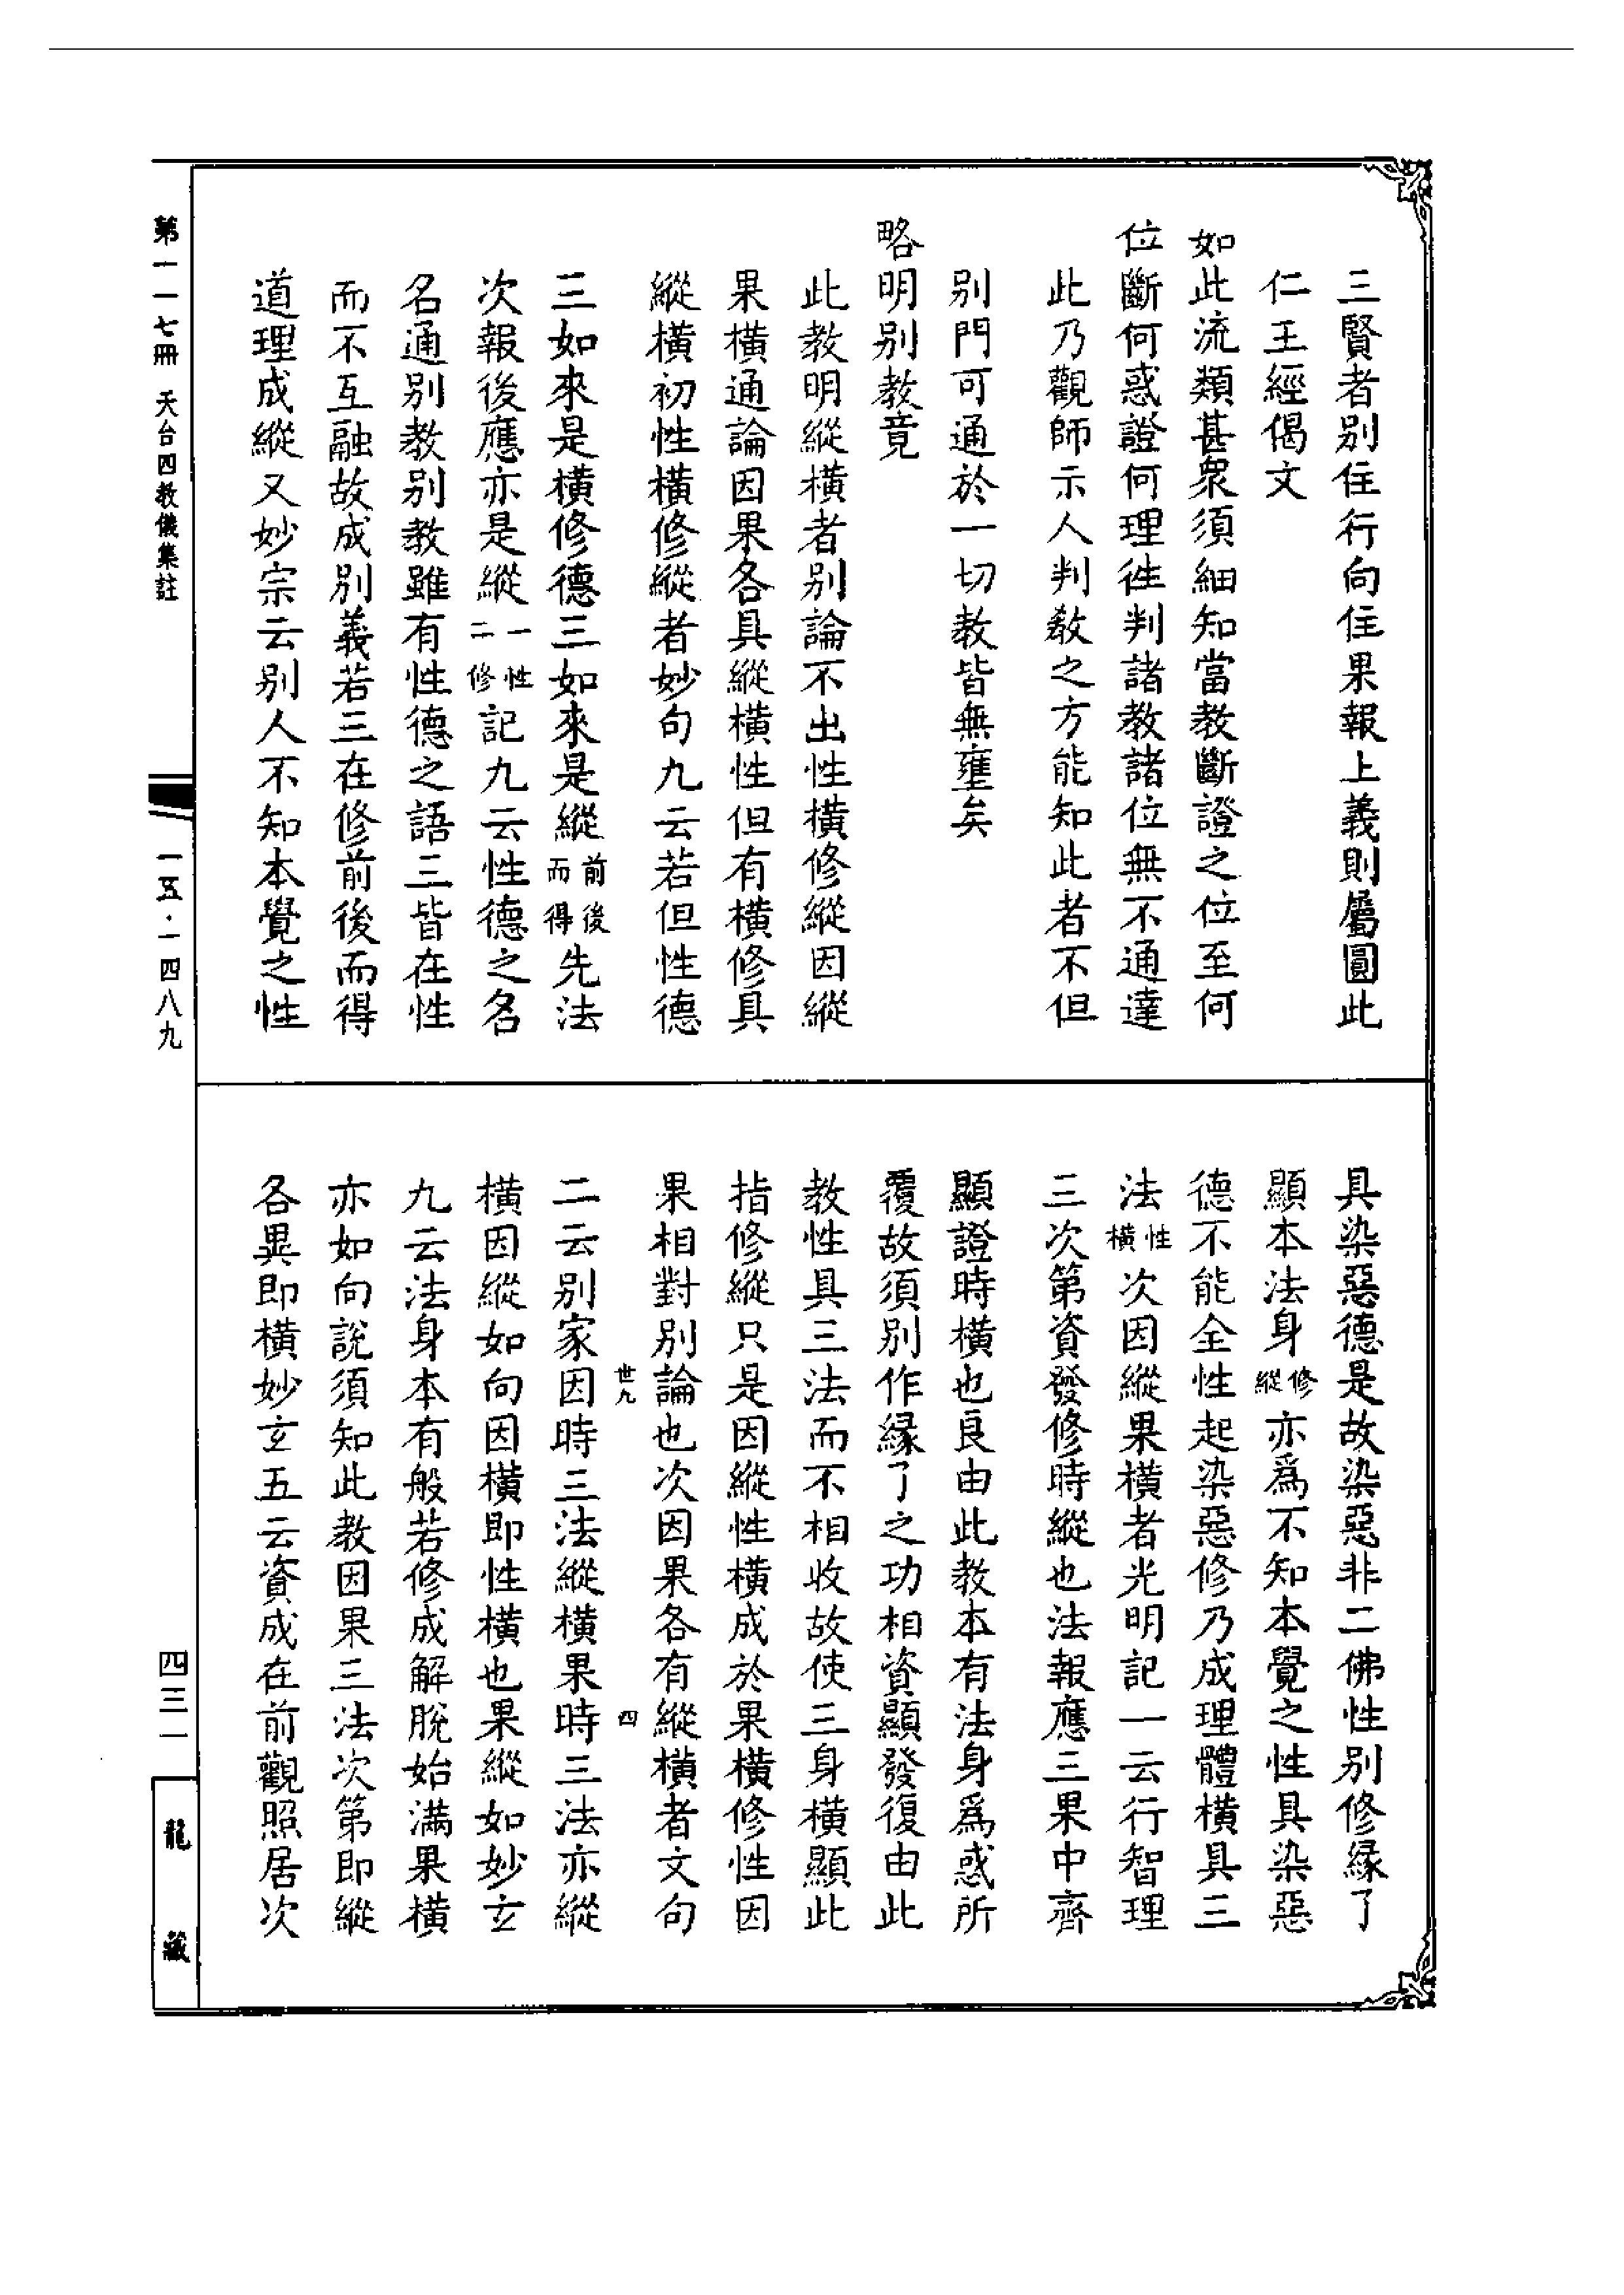 三賢者別住行向住果報上義則屬圓此
仁王經偈文
如此流類甚衆須細知當教斷證之位至何
位斷何惑證何理徃判諸教諸位無不通達
此乃觀師示人判敎之方能知此者不但
別門可通於一切教皆無壅矣
略明別教竟
此教明縱橫者別論不出性橫修縱因縱
果橫通論因果各具縱橫性但有橫修具
縱橫初性橫修縱者妙句九云若但性德
三如來是橫修德三如來是縱前後而得先法
次報後應亦是縱一性二修記九云性德之名
名通別教別教雖有性德之語三皆在性
而不互融故成別義若三在修前後而得
道理成縱又妙宗云別人不知本覺之性
具染惡德是故染惡非二佛性別修緣了
顯本法身修縱亦爲不知本覺之性具染惡
德不能全性起染惡修乃成理體橫具三
法性橫次因縱果橫者光明記一云行智理
三次第資發修時縱也法報應三果中齊
顯證時橫也良由此教本有法身爲惑所
覆故須別作緣了之功相資顯發復由此
教性具三法而不相收故使三身橫顯此
指修縱只是因縱性橫成於果橫修性因
果相對別論也次因果各有縱橫者文句
二云別家因時三法縱橫果時三法亦縱
橫因縱如向因橫即性橫也果縱如妙玄
九云法身本有般若修成解脫始滿果橫
亦如向說須知此教因果三法次第即縱
各異即橫妙玄五云資成在前觀照居次
世九
四
第一一七冊 天台四教儀集註
一五·一四八九
四三一
龍藏